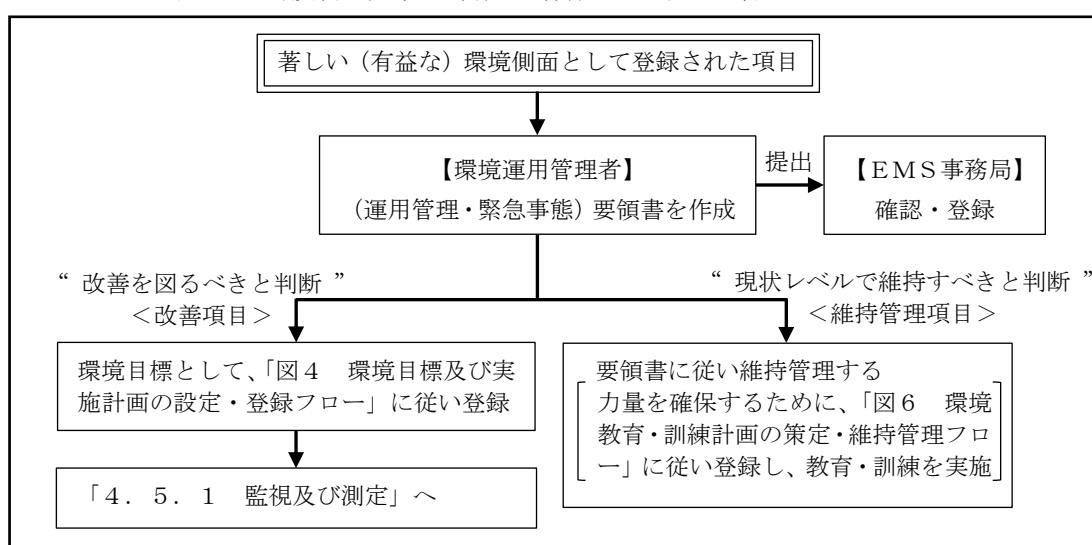 著しい（有益な）環境側面として登録された項目
【環境運用管理者】
（運用管理・緊急事態）要領書を作成
提出
【ＥＭＳ事務局】
確認・登録
“ 改善を図るべきと判断 ”
＜改善項目＞
“ 現状レベルで維持すべきと判断 ”
＜維持管理項目＞
環境目標として、「図４　環境目標及び実
施計画の設定・登録フロー」に従い登録
「４．５．１　監視及び測定」へ
要領書に従い維持管理する
力量を確保するために、「図６　環境
教育・訓練計画の策定・維持管理フロ
ー」に従い登録し、教育・訓練を実施